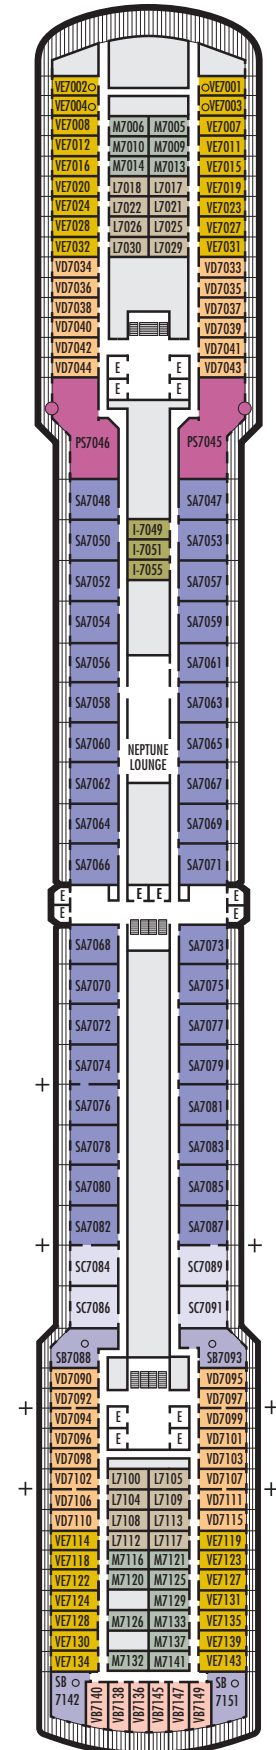 VE7002 VE7001
VE7004 VE7003
VE7008 M7006 M7005 VE7007
VE7012 M7010 M7009 VE7011
VE7016 M7014 M7013 VE7015
VE7020 L7018 L7017 VE7019
VE7024 L7022 L7021 VE7023
VE7028 L7026 L7025 VE7027
VE7032 L7030 L7029 VE7031
VD7034 VD7033
VD7036 VD7035
VD7038 VD7037
VD7040 VD7039
VD7042 VD7041
VD7044 E E VD7043
E E
PS7046 PS7045
SA7048 SA7047
I-7049
SA7050 SA7053
I-7051
I-7055
SA7052 SA7057
SA7054 SA7059
SA7056 SA7061
SA7058 SA7063
SA7060 NEPTUNE SA7065
LOUNGE
SA7062 SA7067
SA7064 SA7069
SA7066 SA7071
E E E E
E E
SA7068 SA7073
SA7070 SA7075
SA7072 SA7077
SA7074 SA7079
SA7076 SA7081
SA7078 SA7083
SA7080 SA7085
SA7082 SA7087
SC7084 SC7089
SC7086 SC7091
SB7088 SB7093
VD7090 VD7095
VD7092 VD7097
VD7094 E E VD7099
VD7096 E E VD7101
VD7098 VD7103
VD7102 L7100 L7105 VD7107
VD7106 L7104 L7109 VD7111
VD7110 L7108 L7113 VD7115
VE7114 L7112 L7117 VE7119
VE7118 M7116 M7121 VE7123
VE7122 M7120 M7125 VE7127
VE7124 M7129 VE7131
VE7128 M7126 M7133 VE7135
VE7130 M7137 VE7139
VE7134 M7132 M7141 VE7143
SB 7142 VB7140 VB7138 VB7136 VB7145 VB7147 VB7149 SB 7151